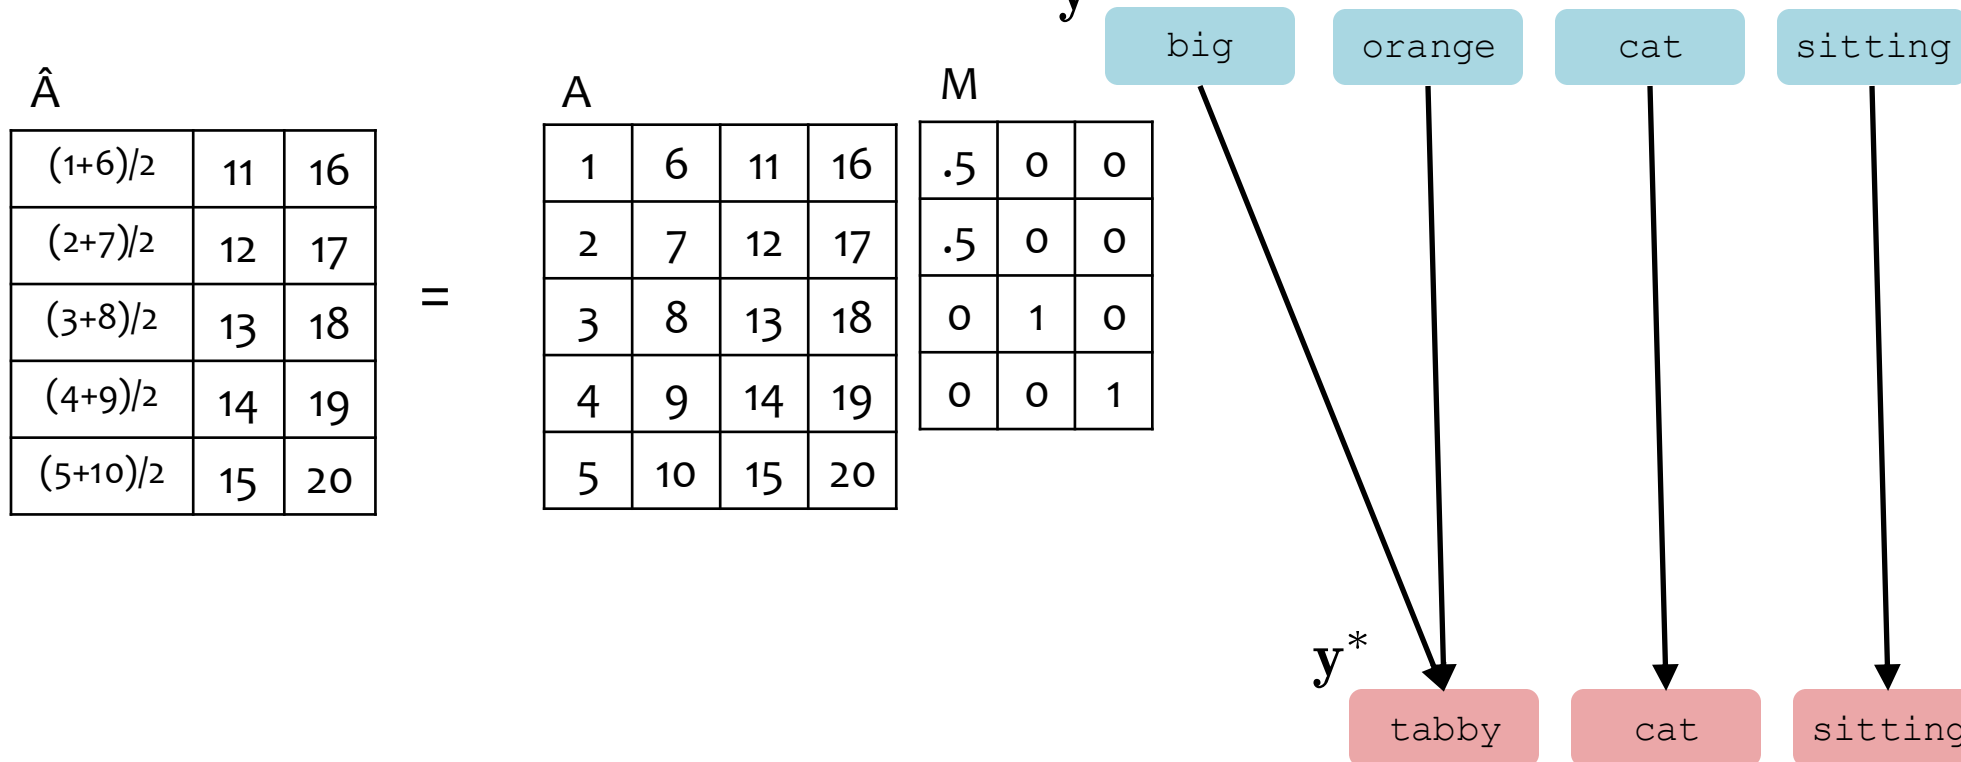 y
big orange cat sitting
Â
A
M
(1+6)/2 11 16
(2+7)/2 12 17
(3+8)/2 13 18
(4+9)/2 14 19
(5+10)/2 15 20
=
1 6 11 16
2 7 12 17
3 8 13 18
4 9 14 19
5 10 15 20
.5 0 0
.5 0 0
0 1 0
0 0 1
y*
tabby cat sitting